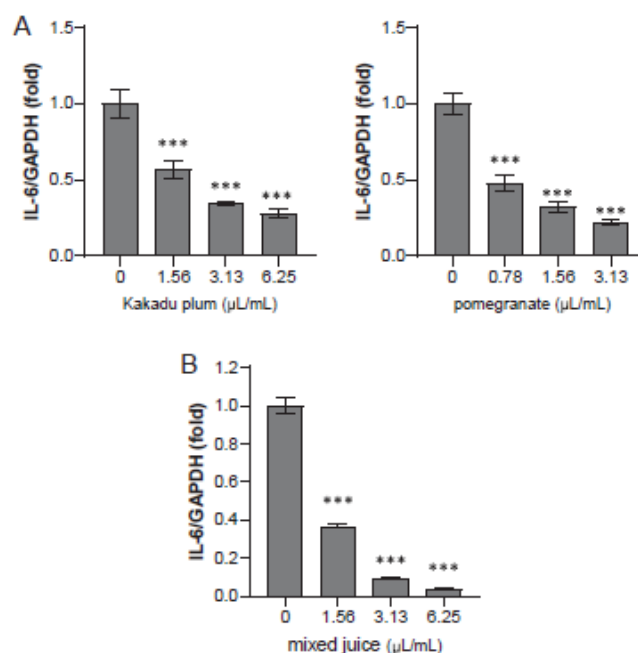 A
IL-6/GAPDH (fold)
1.5
1.0
0.5
0.0
***
***
***
0 1.56 3.13 6.25
Kakadu plum (µL/mL)
IL-6/GAPDH (fold)
1.5
1.0
0.5
0.0
***
***
***
0 0.78 1.56 3.13
pomegranate (µL/mL)
B
IL-6/GAPDH (fold)
1.2
1.0
0.8
0.6
0.4
0.2
0.0
***
***
***
0 1.56 3.13 6.25
mixed juice (µL/mL)